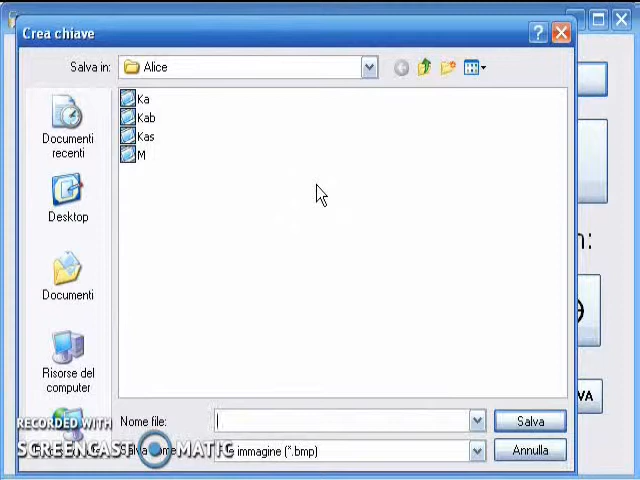 Crea chiave
Salva in: Alice
Ka
Kab
Kas
M
Documenti
recenti
Desktop
Documenti
Risorse del
computer
n:
VA
Nome file: Salva
immagine (*.bmp) Annulla
RECORDED WITH
SCREENCAST MATIC